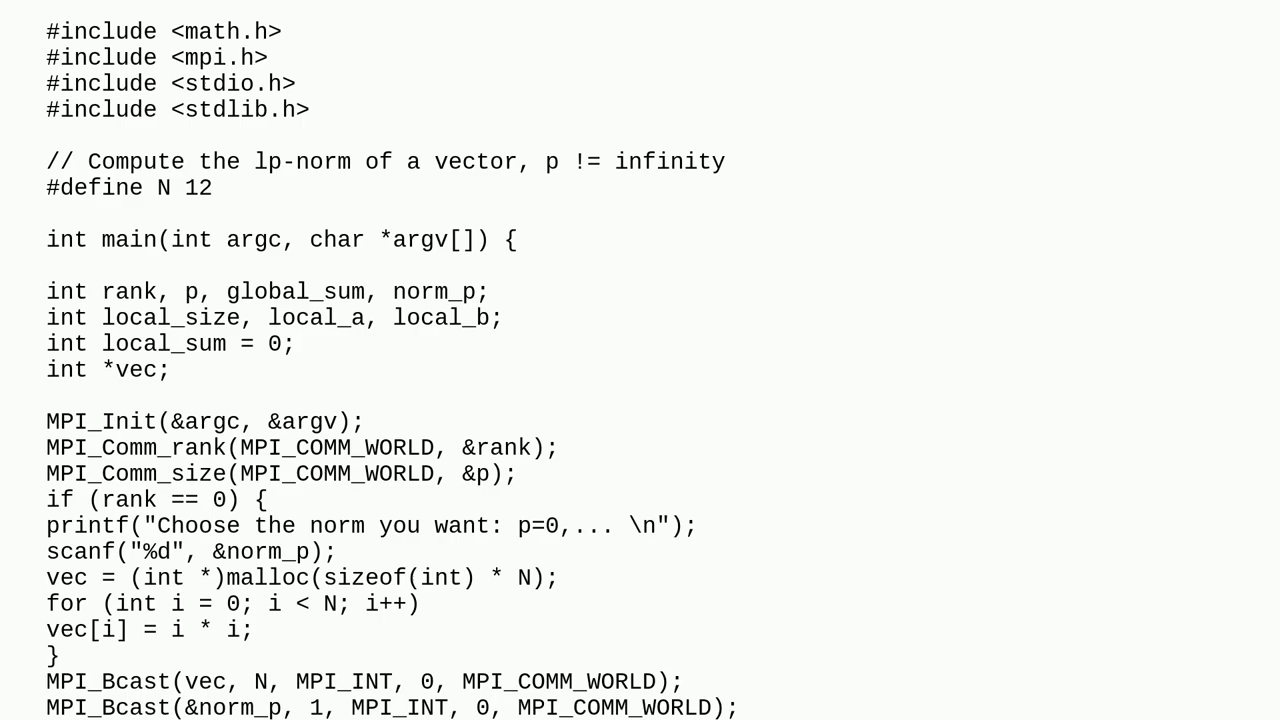 #include <math.h>
#include <mpi.h>
#include <stdio.h>
#include <stdlib.h>
// Compute the lp-norm of a vector, p != infinity
#define N 12
int main(int argc, char *argv[]) {
int rank, p, global_sum, norm_p;
int local_size, local_a, local_b;
int local_sum = 0;
int *vec;
MPI_Init(&argc, &argv);
MPI_Comm_rank(MPI_COMM_WORLD, &rank);
MPI_Comm_size(MPI_COMM_WORLD, &p);
if (rank == 0) {
printf("Choose the norm you want: p=0,... \n");
scanf("%d", &norm_p);
vec = (int *)malloc(sizeof(int) * N);
for (int i = 0; i < N; i++)
vec[i] = i * i;
}
MPI_Bcast(vec, N, MPI_INT, 0, MPI_COMM_WORLD);
MPI_Bcast(&norm_p, 1, MPI_INT, 0, MPI_COMM_WORLD);